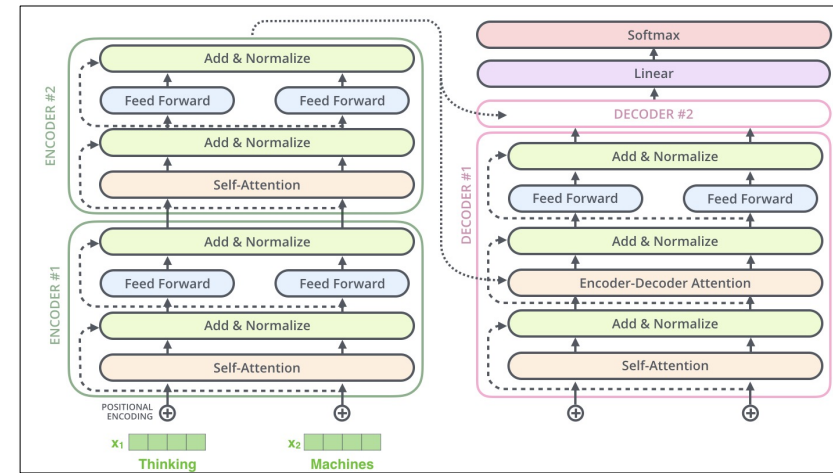 ENCODER #2
Add & Normalize
Feed Forward
Feed Forward
Add & Normalize
Self-Attention
ENCODER #1
Add & Normalize
Feed Forward
Feed Forward
Add & Normalize
Self-Attention
POSITIONAL
ENCODING
x₁
x₂
Thinking
Machines
Softmax
Linear
DECODER #2
DECODER #1
Add & Normalize
Feed Forward
Feed Forward
Add & Normalize
Encoder-Decoder Attention
Add & Normalize
Self-Attention